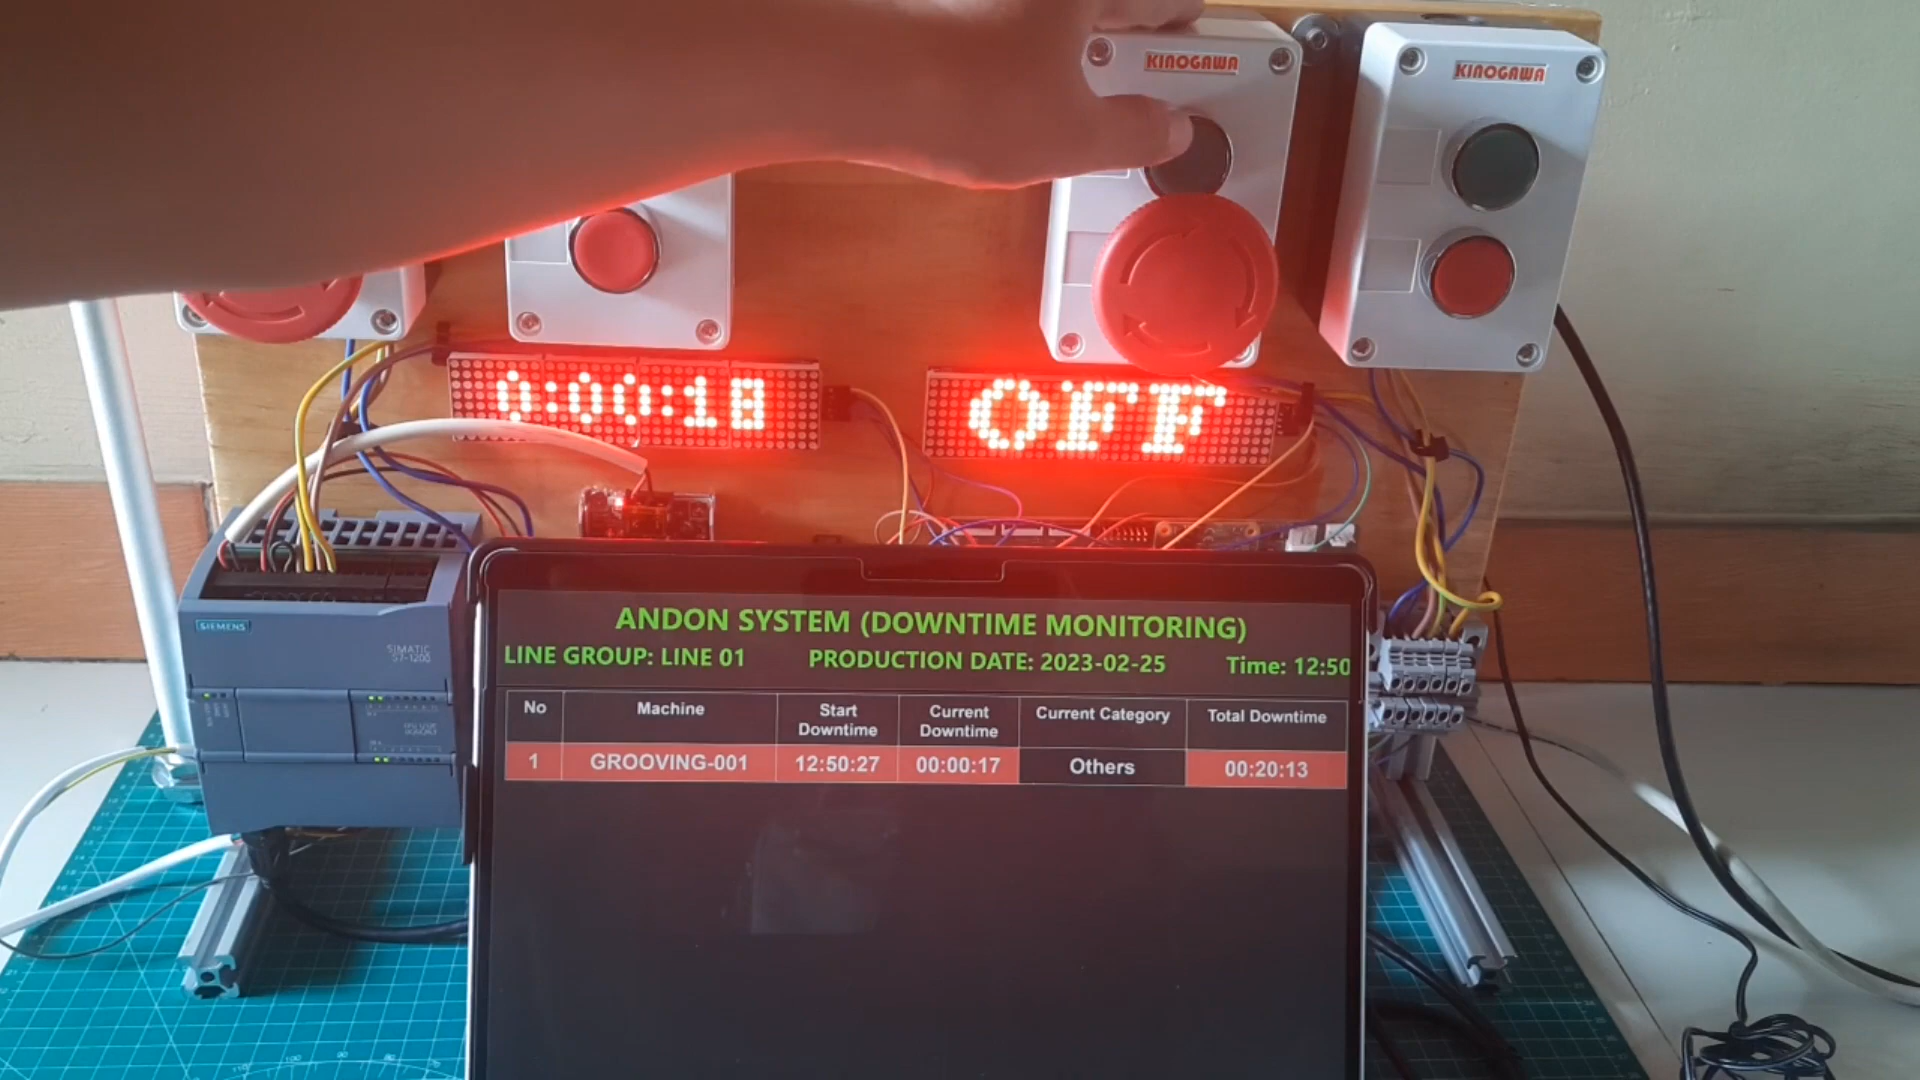 KINOGAWA
KINOGAWA
0:00:18
OFF
SIEMENS
SIMATIC
S7-1200
ANDON SYSTEM (DOWNTIME MONITORING)
LINE GROUP: LINE 01 PRODUCTION DATE: 2023-02-25 Time: 12:50
No Machine Start Downtime Current Downtime Current Category Total Downtime
1 GROOVING-001 12:50:27 00:00:17 Others 00:20:13